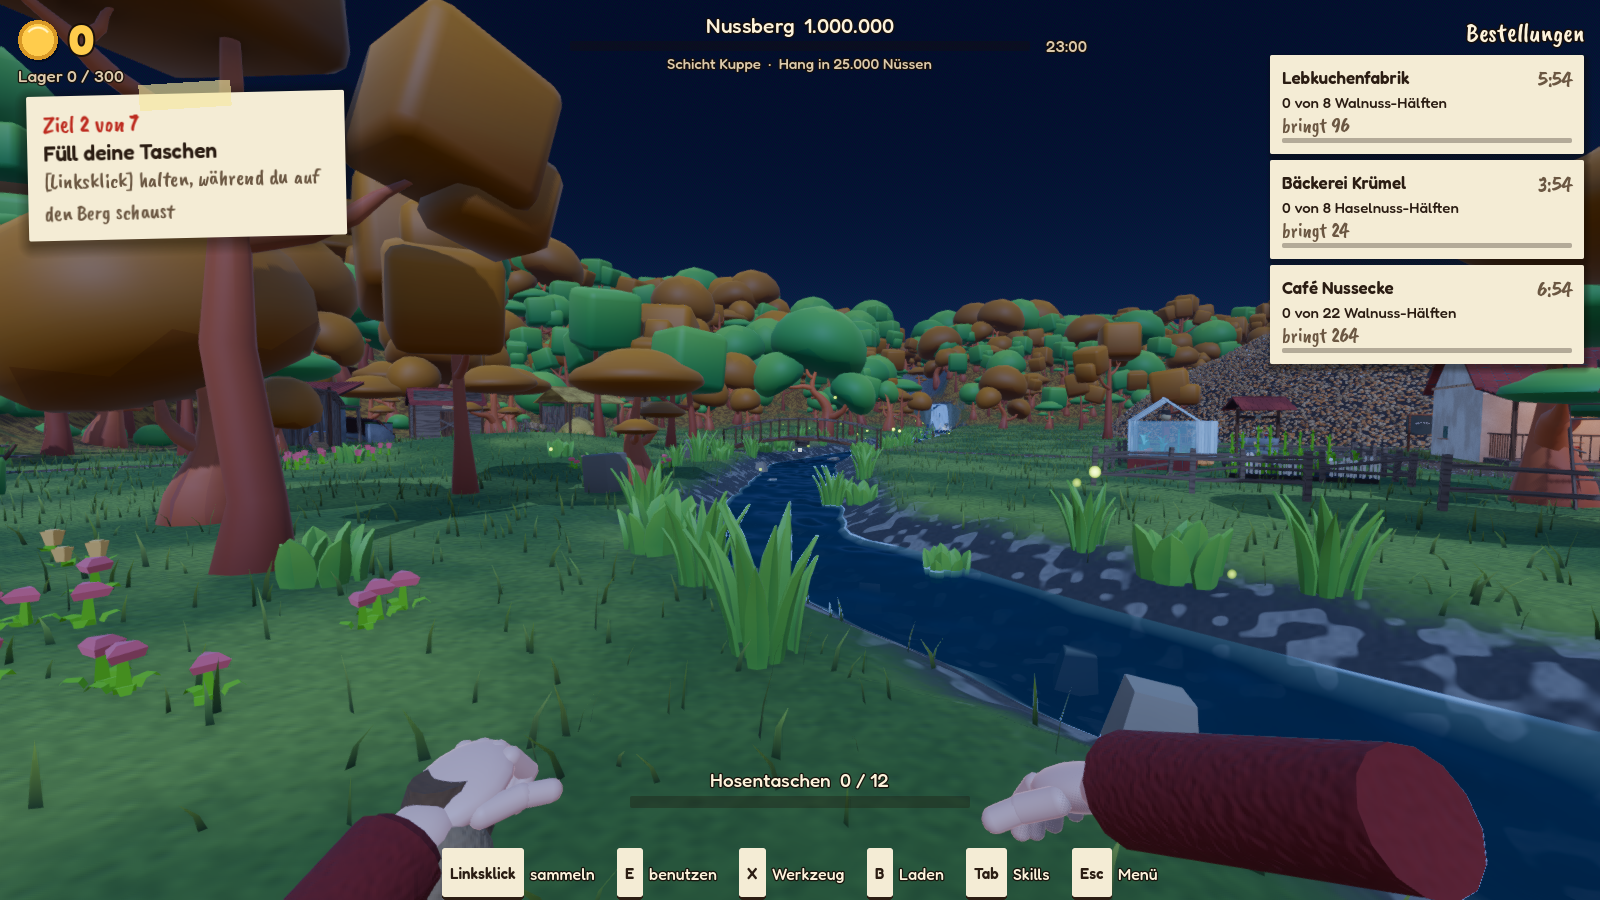 0
Lager 0 / 300
Ziel 2 von 7
Füll deine Taschen
[Linksklick] halten, während du auf
den Berg schaust
Nussberg 1.000.000
23:00
Schicht Kuppe · Hang in 25.000 Nüssen
Bestellungen
Lebkuchenfabrik 5:54
0 von 8 Walnuss-Hälften
bringt 96
Bäckerei Krümel 3:54
0 von 8 Haselnuss-Hälften
bringt 24
Café Nussecke 6:54
0 von 22 Walnuss-Hälften
bringt 264
Hosentaschen 0 / 12
Linksklick sammeln E benutzen X Werkzeug B Laden Tab Skills Esc Menü